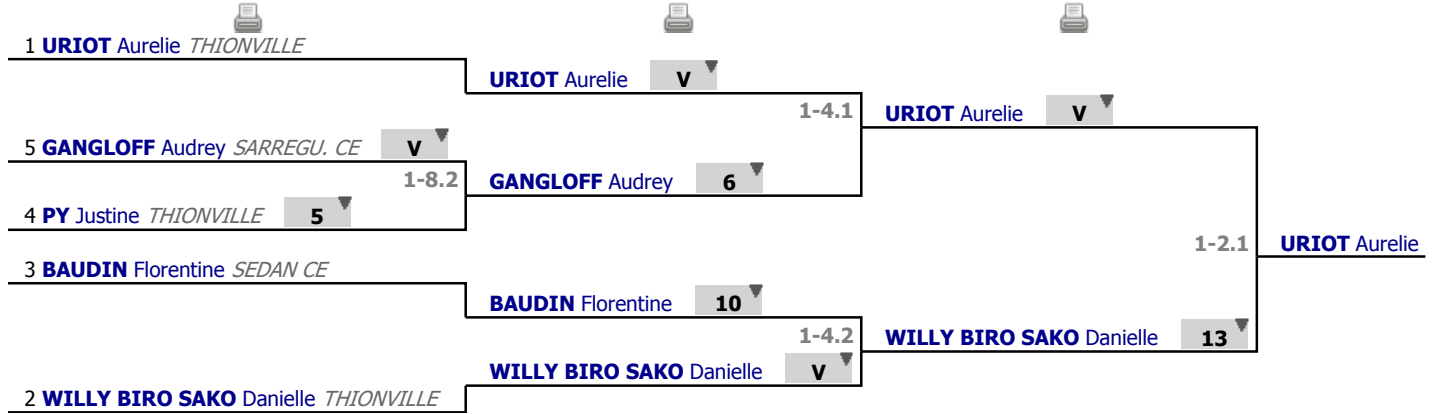 1 URIOT Aurelie THIONVILLE
URIOT Aurelie V
1-4.1
URIOT Aurelie V
5 GANGLOFF Audrey SARREGU. CE V
1-8.2
GANGLOFF Audrey 6
4 PY Justine THIONVILLE 5
1-2.1
URIOT Aurelie
3 BAUDIN Florentine SEDAN CE
BAUDIN Florentine 10
1-4.2
WILLY BIRO SAKO Danielle 13
WILLY BIRO SAKO Danielle V
2 WILLY BIRO SAKO Danielle THIONVILLE